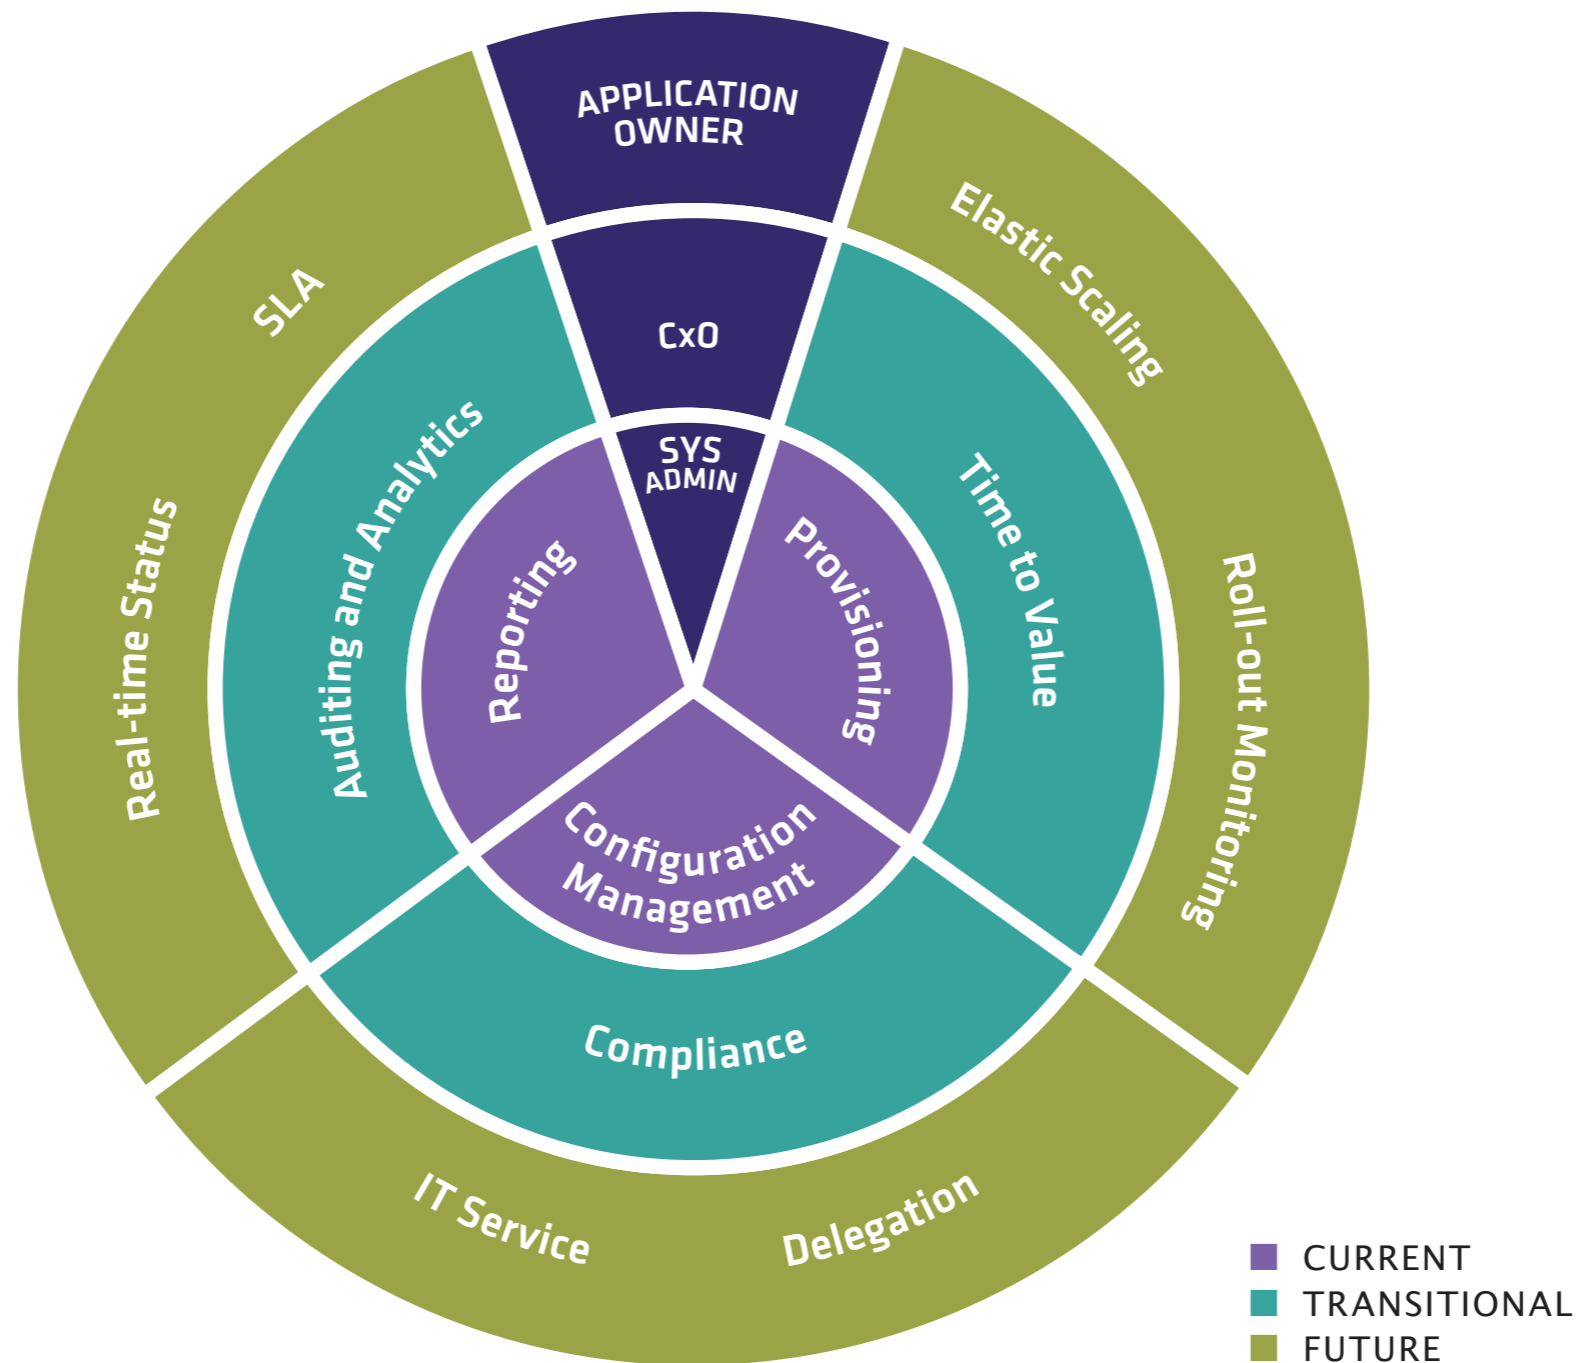 APPLICATION
OWNER
CxO
SYS
ADMIN
Elastic Scaling
Roll-out Monitoring
Time to Value
Provisioning
SLA
Real-time Status
Auditing and Analytics
Reporting
Configuration
Management
Compliance
IT Service
Delegation
CURRENT
TRANSITIONAL
FUTURE